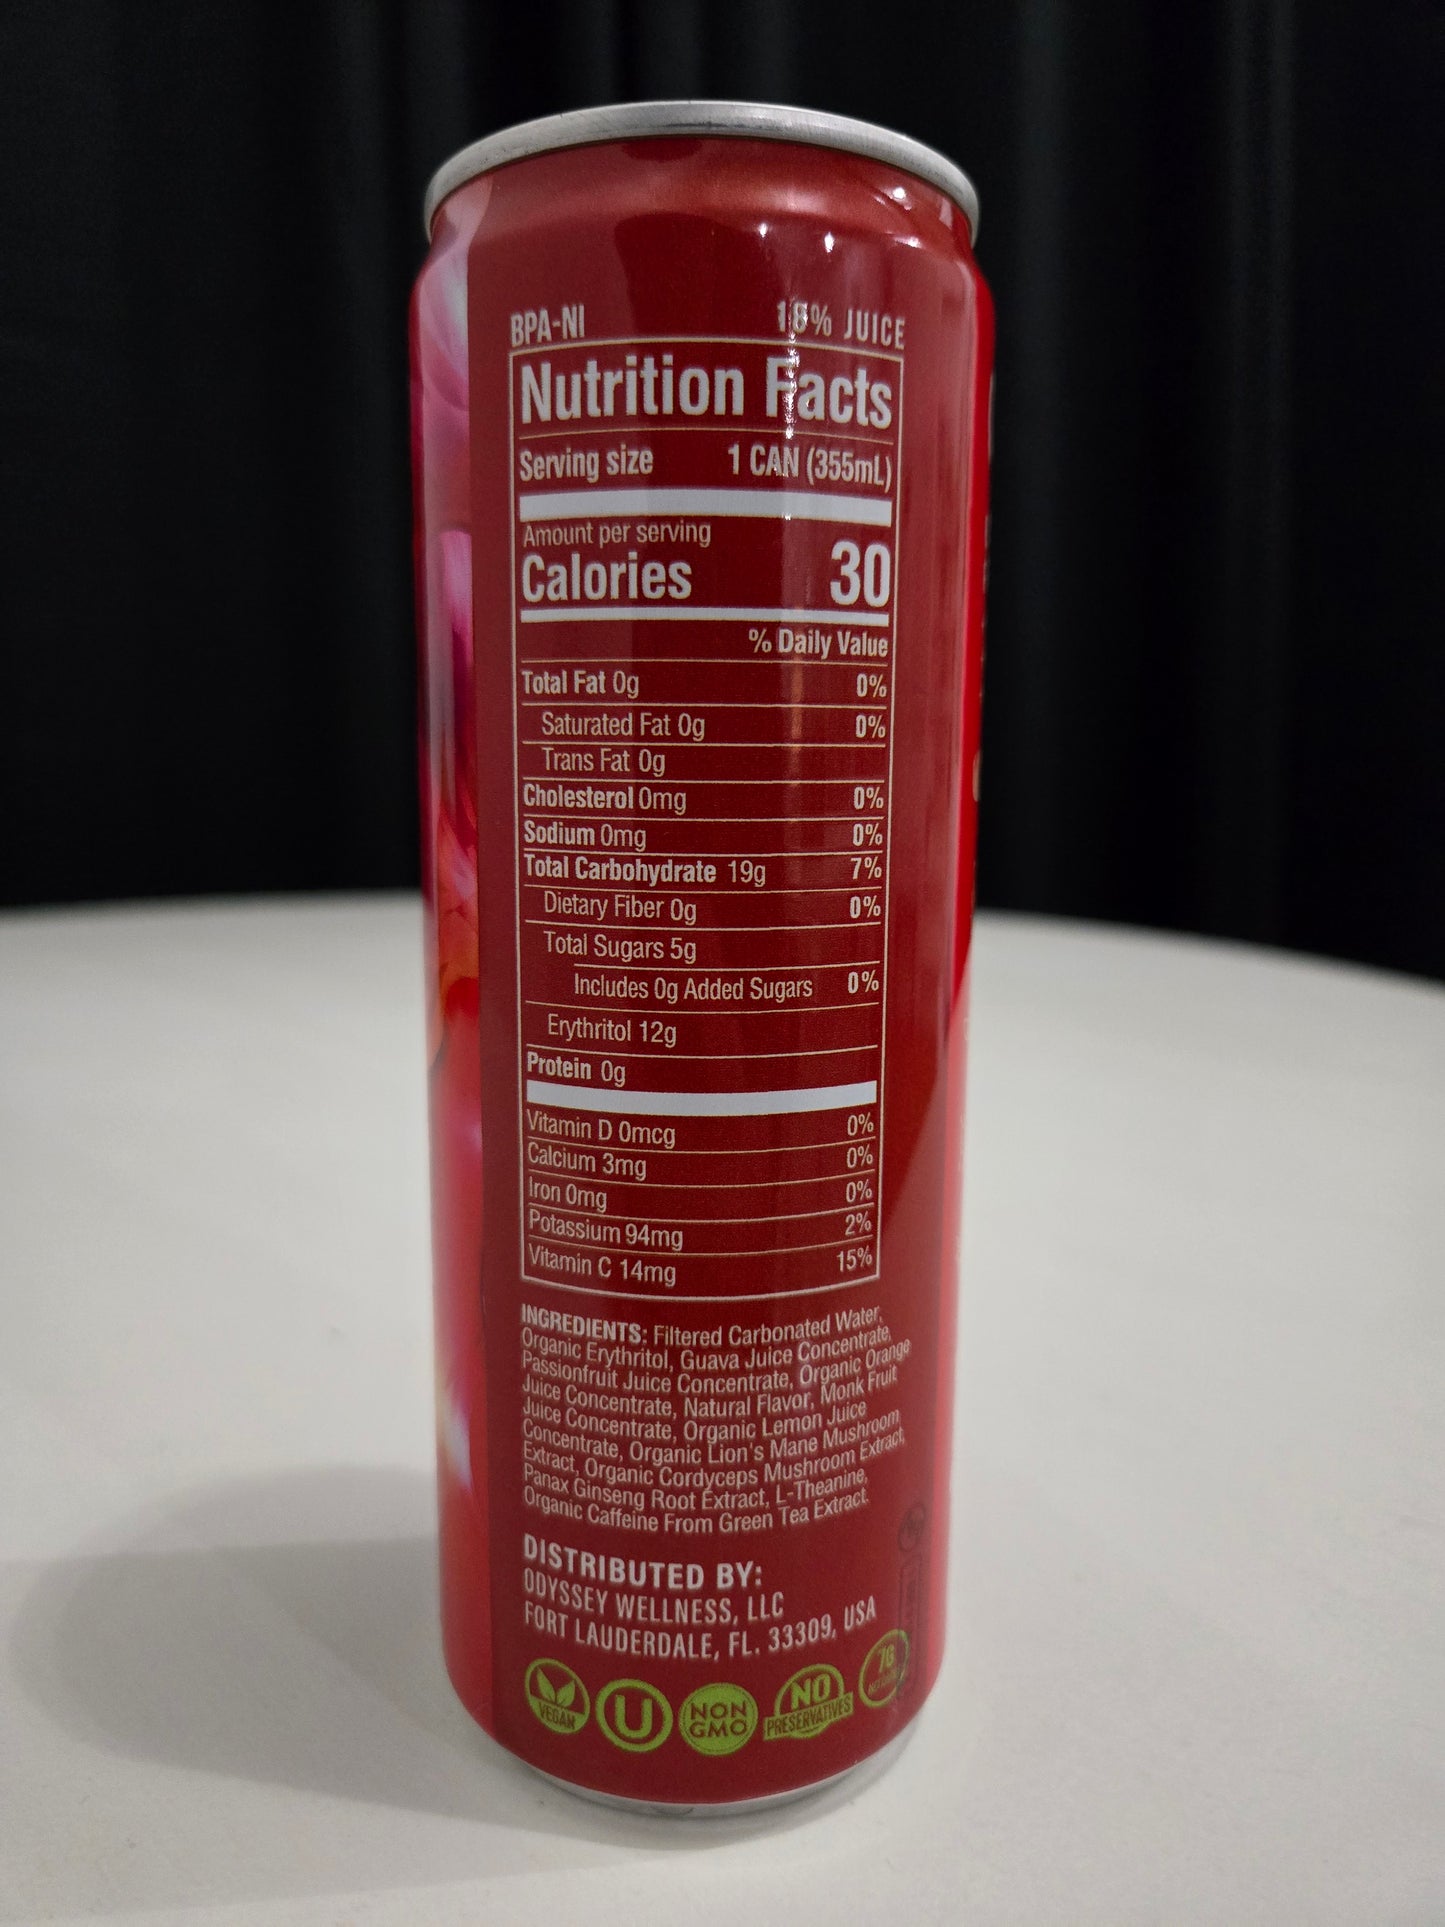 BPA-NI 18% JUICE
Nutrition Facts
Serving size 1 CAN (355mL)
Amount per serving
Calories 30
% Daily Value
Total Fat 0g 0%
Saturated Fat 0g 0%
Trans Fat 0g
Cholesterol 0mg 0%
Sodium 0mg 0%
Total Carbohydrate 19g 7%
Dietary Fiber 0g 0%
Total Sugars 5g
Includes 0g Added Sugars 0%
Erythritol 12g
Protein 0g
Vitamin D 0mcg 0%
Calcium 3mg 0%
Iron 0mg 0%
Potassium 94mg 2%
Vitamin C 14mg 15%
INGREDIENTS: Filtered Carbonated Water,
Organic Erythritol, Guava Juice Concentrate,
Passionfruit Juice Concentrate, Organic Orange
Juice Concentrate, Natural Flavor, Monk Fruit
Juice Concentrate, Organic Lemon Juice
Concentrate, Organic Lion's Mane Mushroom
Extract, Organic Cordyceps Mushroom Extract,
Panax Ginseng Root Extract, L-Theanine,
Organic Caffeine From Green Tea Extract.
DISTRIBUTED BY:
ODYSSEY WELLNESS, LLC
FORT LAUDERDALE, FL. 33309, USA
VEGAN
U
NON
GMO
NO
PRESERVATIVES
7G